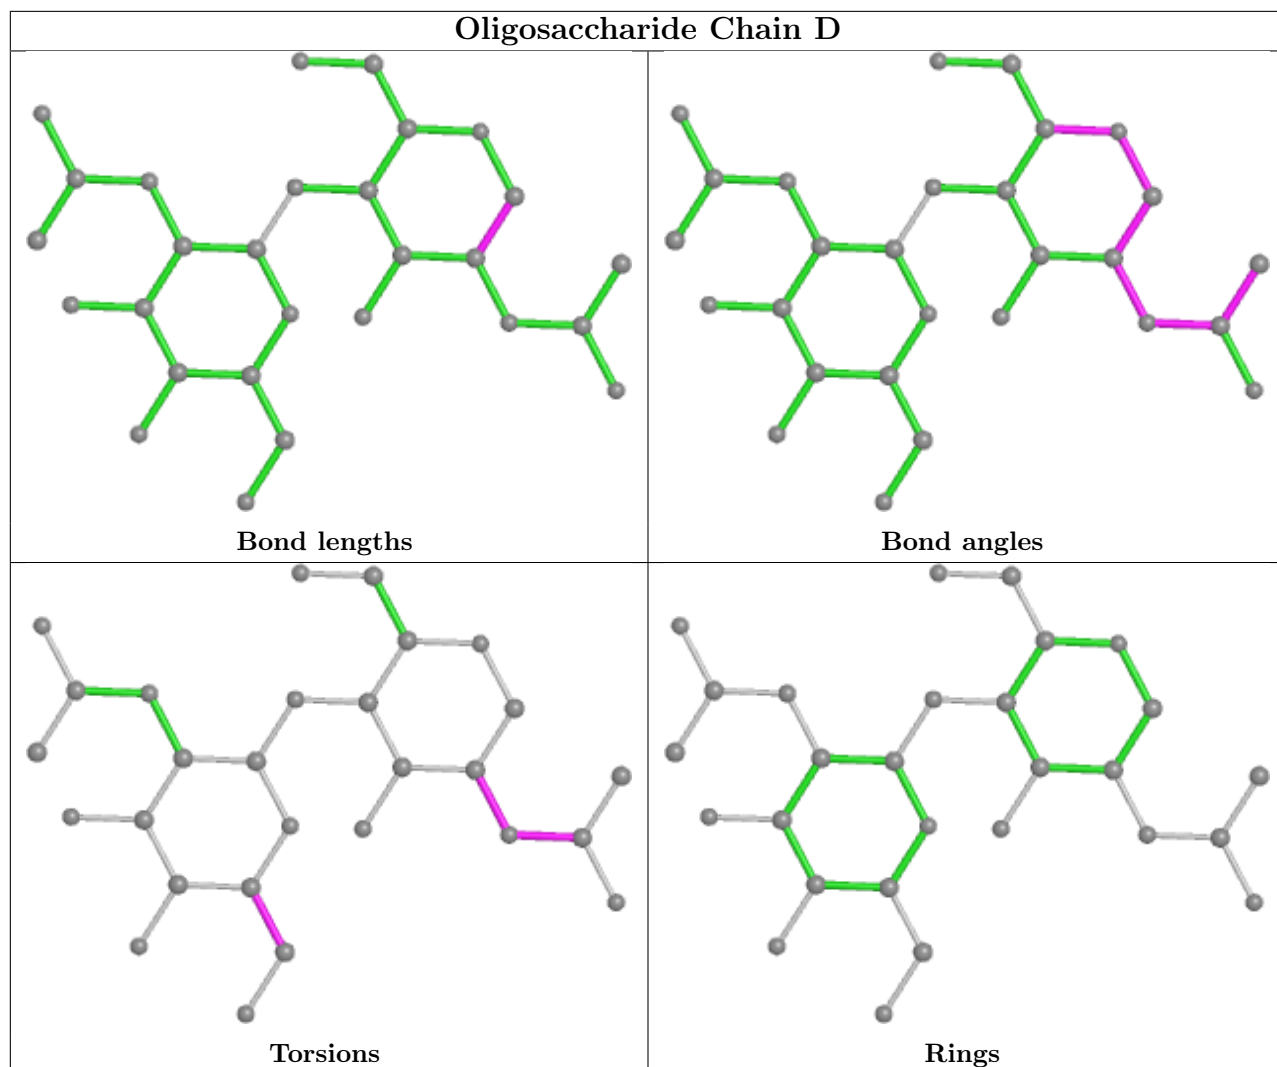 Oligosaccharide Chain D
Bond lengths
Bond angles
Torsions
Rings